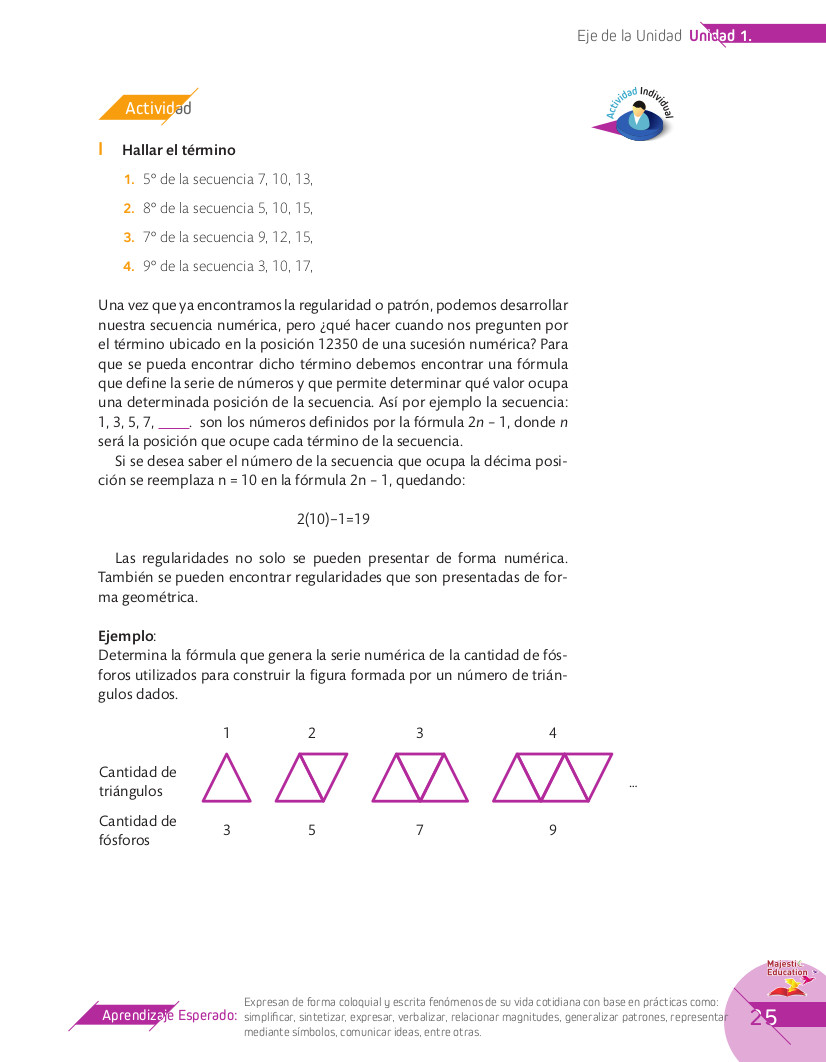 Eje de la Unidad Unidad 1.
Actividad
Actividad Individual
I Hallar el término
1. 5° de la secuencia 7, 10, 13,
2. 8° de la secuencia 5, 10, 15,
3. 7° de la secuencia 9, 12, 15,
4. 9° de la secuencia 3, 10, 17,
Una vez que ya encontramos la regularidad o patrón, podemos desarrollar
nuestra secuencia numérica, pero ¿qué hacer cuando nos pregunten por
el término ubicado en la posición 12350 de una sucesión numérica? Para
que se pueda encontrar dicho término debemos encontrar una fórmula
que define la serie de números y que permite determinar qué valor ocupa
una determinada posición de la secuencia. Así por ejemplo la secuencia:
1, 3, 5, 7, ____. son los números definidos por la fórmula 2n – 1, donde n
será la posición que ocupe cada término de la secuencia.
Si se desea saber el número de la secuencia que ocupa la décima posi-
ción se reemplaza n = 10 en la fórmula 2n – 1, quedando:
2(10)–1=19
Las regularidades no solo se pueden presentar de forma numérica.
También se pueden encontrar regularidades que son presentadas de for-
ma geométrica.
Ejemplo:
Determina la fórmula que genera la serie numérica de la cantidad de fós-
foros utilizados para construir la figura formada por un número de trián-
gulos dados.
1 2 3 4
Cantidad de
triángulos
...
Cantidad de
fósforos
3 5 7 9
Majestic
Education
Aprendizaje Esperado:
Expresan de forma coloquial y escrita fenómenos de su vida cotidiana con base en prácticas como:
simplificar, sintetizar, expresar, verbalizar, relacionar magnitudes, generalizar patrones, representar
mediante símbolos, comunicar ideas, entre otras.
25